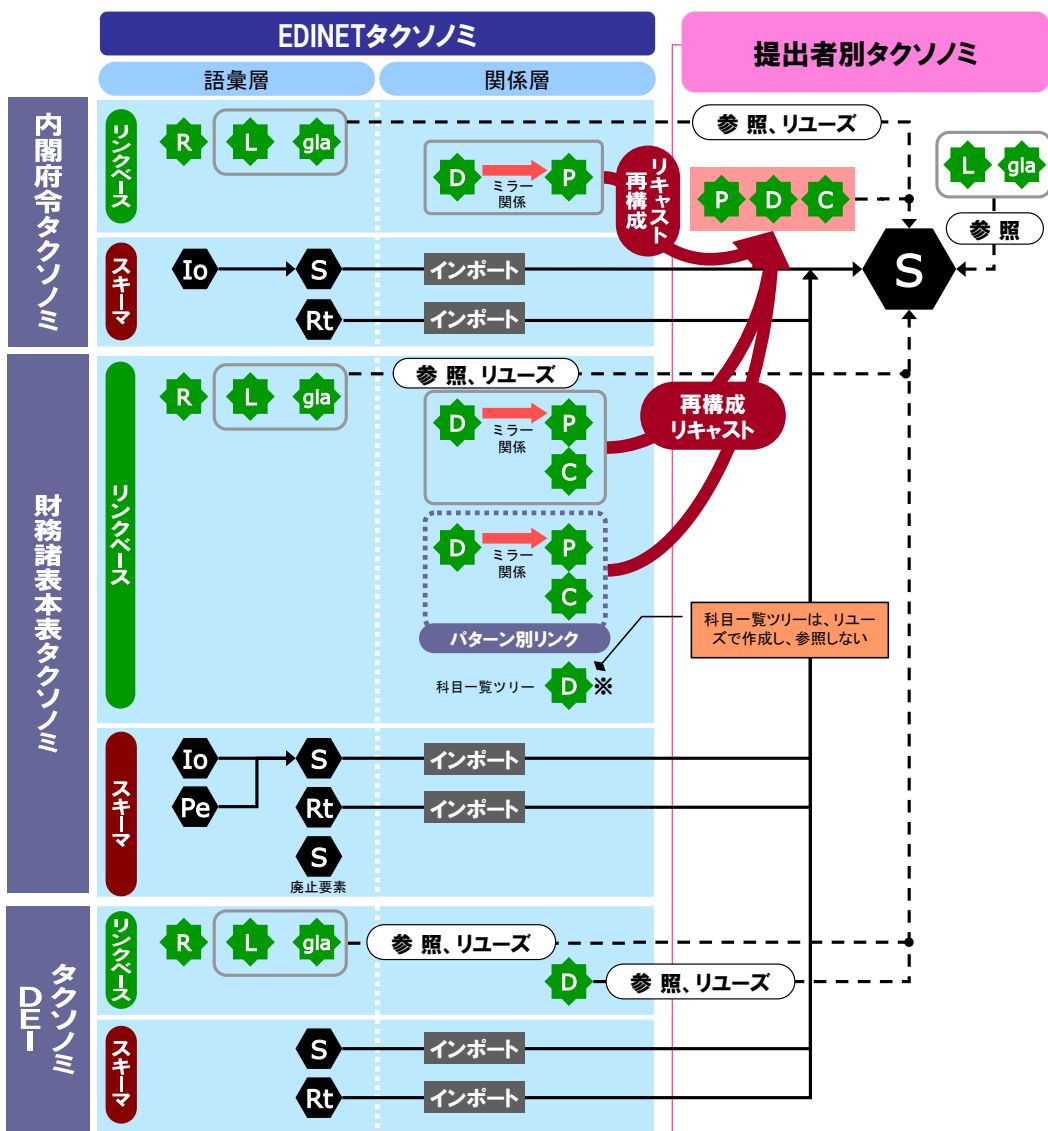 EDINETタクソノミ
提出者別タクソノミ
語彙層
関係層
内閣府令タクソノミ
リンクベース
R
L
gla
参照、リユーズ
D
ミラー
関係
P
リキャスト
再構成
P
D
C
L
gla
参照
S
スキーマ
Io
S
インポート
Rt
インポート
財務諸表本表タクソノミ
リンクベース
R
L
gla
参照、リユーズ
D
ミラー
関係
P
C
再構成
リキャスト
D
ミラー
関係
P
C
パターン別リンク
科目一覧ツリー
D
※
科目一覧ツリーは、リユー
ズで作成し、参照しない
スキーマ
Io
S
インポート
Pe
Rt
インポート
S
廃止要素
DEI
タクソノミ
リンクベース
R
L
gla
参照、リユーズ
D
参照、リユーズ
スキーマ
S
インポート
Rt
インポート